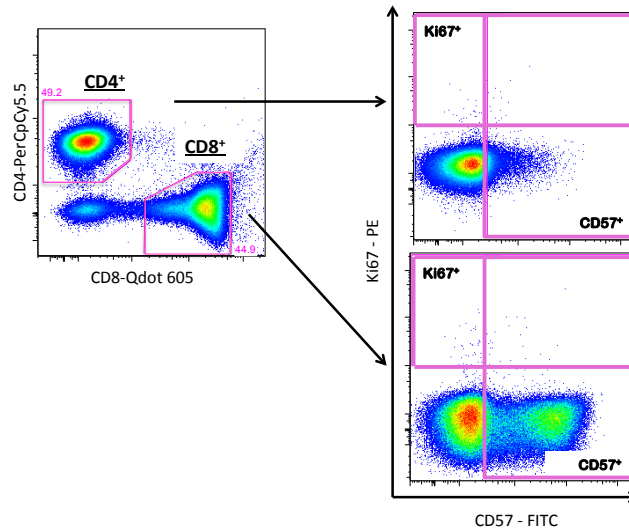 49.2
CD4⁺
CD8⁺
44.9
CD4-PerCpCy5.5
CD8-Qdot 605
Ki67⁺
CD57⁺
Ki67⁺
CD57⁺
Ki67 - PE
CD57 - FITC